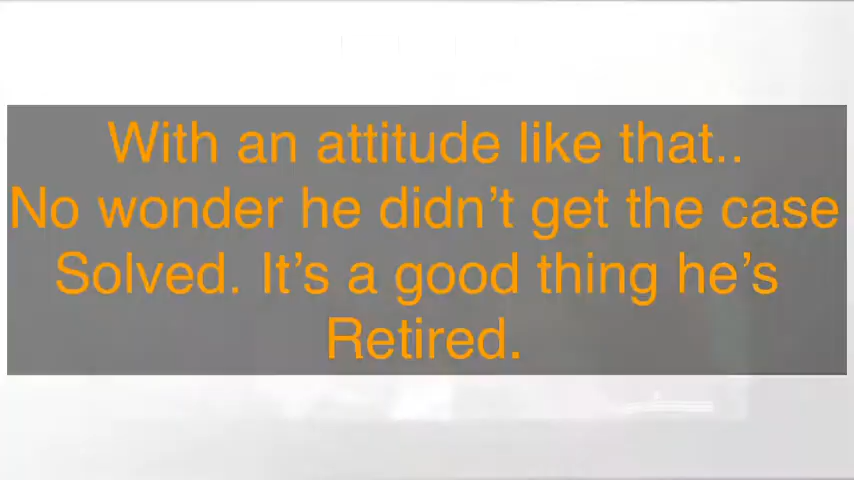 With an attitude like that..
No wonder he didn’t get the case
Solved. It’s a good thing he’s
Retired.